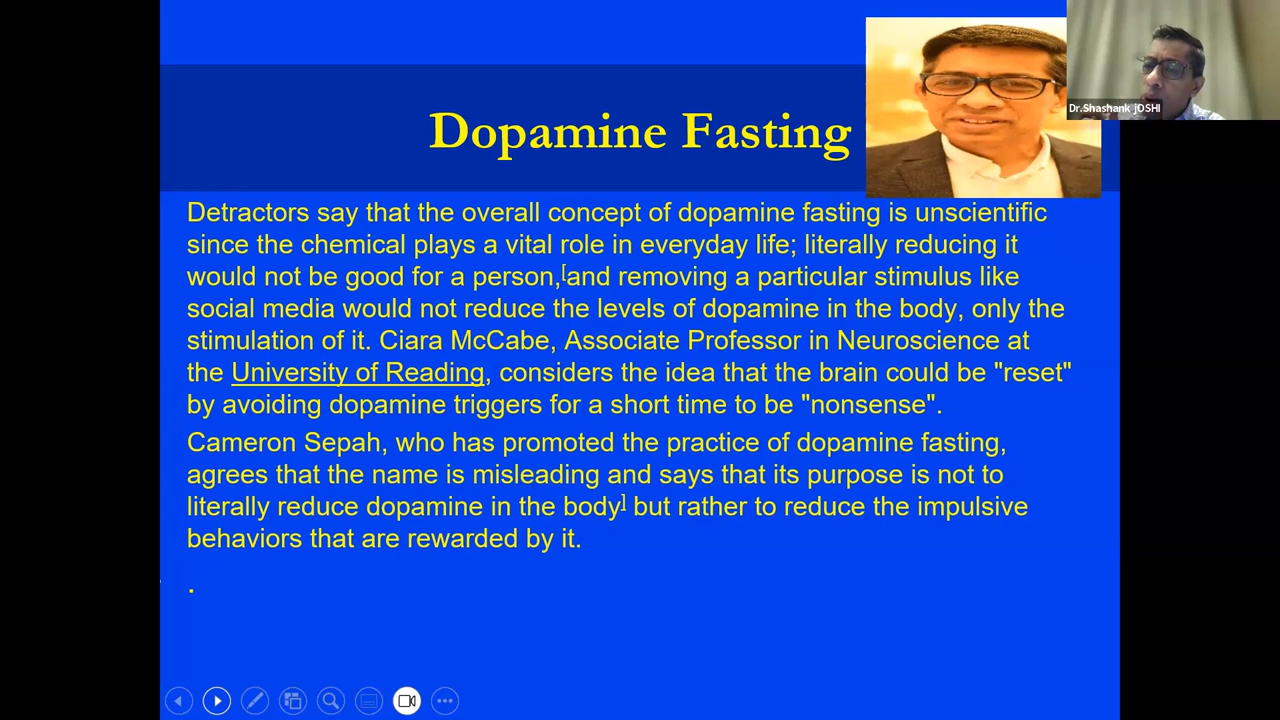 Dr.Shashank jOSHI
Dopamine Fasting
Detractors say that the overall concept of dopamine fasting is unscientific
since the chemical plays a vital role in everyday life; literally reducing it
would not be good for a person,[and removing a particular stimulus like
social media would not reduce the levels of dopamine in the body, only the
stimulation of it. Ciara McCabe, Associate Professor in Neuroscience at
the University of Reading, considers the idea that the brain could be "reset"
by avoiding dopamine triggers for a short time to be "nonsense".
Cameron Sepah, who has promoted the practice of dopamine fasting,
agrees that the name is misleading and says that its purpose is not to
literally reduce dopamine in the body] but rather to reduce the impulsive
behaviors that are rewarded by it.
.